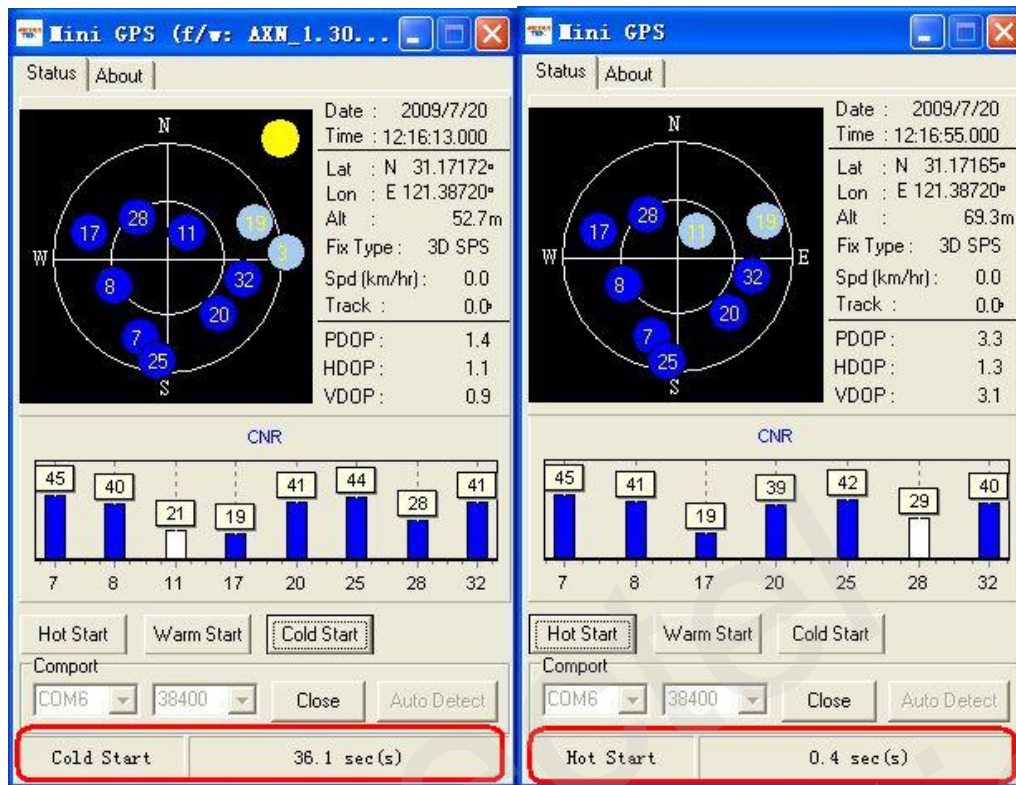 Mini GPS (f/w: AXN_1.30...
Status About
N
W
S
17
28
11
19
3
8
32
20
7
25
Date : 2009/7/20
Time : 12:16:13.000
Lat : N 31.17172°
Lon : E 121.38720°
Alt : 52.7m
Fix Type : 3D SPS
Spd (km/hr) : 0.0
Track : 0.0°
PDOP : 1.4
HDOP : 1.1
VDOP : 0.9
CNR
45 40 21 19 41 44 28 41
7 8 11 17 20 25 28 32
Hot Start Warm Start Cold Start
Comport
COM6 38400 Close Auto Detect
Cold Start 36.1 sec(s)
Mini GPS
Status About
N
W E
S
17
28
11
19
8
32
20
7
25
Date : 2009/7/20
Time : 12:16:55.000
Lat : N 31.17165°
Lon : E 121.38720°
Alt : 69.3m
Fix Type : 3D SPS
Spd (km/hr) : 0.0
Track : 0.0°
PDOP : 3.3
HDOP : 1.3
VDOP : 3.1
CNR
45 41 19 39 42 29 40
7 8 17 20 25 28 32
Hot Start Warm Start Cold Start
Comport
COM6 38400 Close Auto Detect
Hot Start 0.4 sec(s)